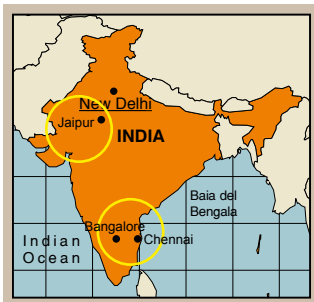 New Delhi
Jaipur
INDIA
Baia del
Bengala
Bangalore
Chennai
Indian
Ocean